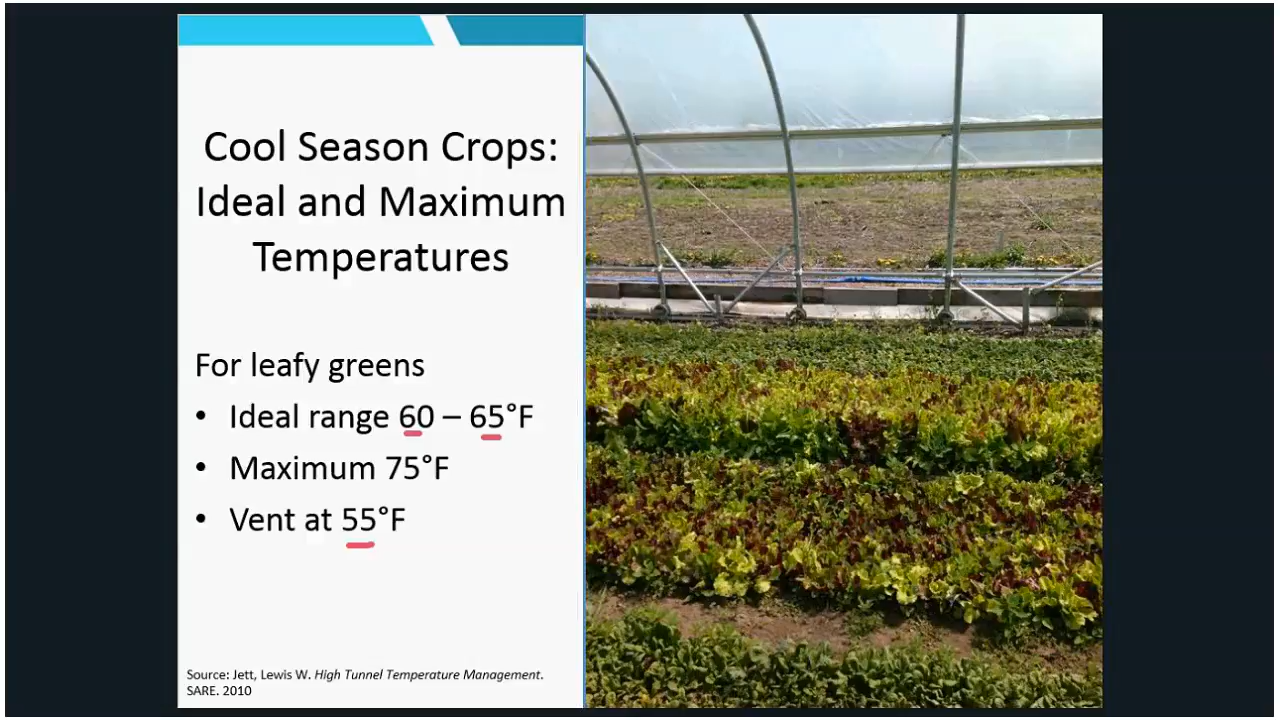 Cool Season Crops:
Ideal and Maximum
Temperatures
For leafy greens
• Ideal range 60 – 65°F
• Maximum 75°F
• Vent at 55°F
Source: Jett, Lewis W. High Tunnel Temperature Management.
SARE. 2010